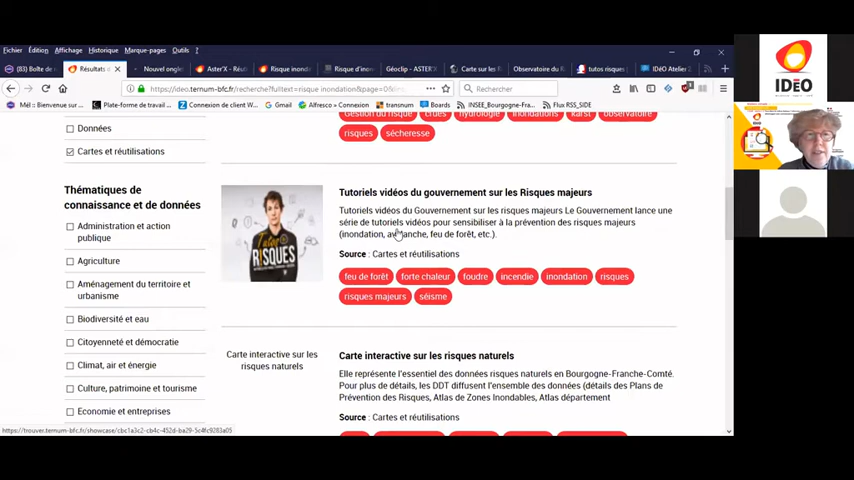 Fichier Édition Affichage Historique Marque-pages Outils
(83) Boîte de Résultats d Nouvel ongle Aster'X - Réut Risque inond Risque d'inon Géoclip - ASTER'X Carte sur les Ri Observatoire du tutos risques | IDéO Atelier 2
https://ideo.ternum-bfc.fr/recherche?fulltext=risque inondation&page=0&
Rechercher
Mél :: Bienvenue sur ... Plate-forme de travail ... Connexion de client W... Gmail Alfresco » Connexion transnum Boards INSEE_Bourgogne-Fra... Flux RSS_SIDE
Données
Cartes et réutilisations
Thématiques de
connaissance et de données
Administration et action
publique
Agriculture
Aménagement du territoire et
urbanisme
Biodiversité et eau
Citoyenneté et démocratie
Climat, air et énergie
Culture, patrimoine et tourisme
Economie et entreprises
Gestion du risque crues hydrologie inondations karst observatoire
risques sécheresse
Tutos
RISQUES
Tutoriels vidéos du gouvernement sur les Risques majeurs
Tutoriels vidéos du Gouvernement sur les risques majeurs Le Gouvernement lance une
série de tutoriels vidéos pour sensibiliser à la prévention des risques majeurs
(inondation, avalanche, feu de forêt, etc.).
Source : Cartes et réutilisations
feu de forêt forte chaleur foudre incendie inondation risques
risques majeurs séisme
Carte interactive sur les
risques naturels
Carte interactive sur les risques naturels
Elle représente l'essentiel des données risques naturels en Bourgogne-Franche-Comté.
Pour plus de détails, les DDT diffusent l'ensemble des données (détails des Plans de
Prévention des Risques, Atlas de Zones Inondables, Atlas département
Source : Cartes et réutilisations
https://trouver.ternum-bfc.fr/showcase/cbc1a3c2-cb4c-452d-ba29-5c4fc9283a05
IDéO